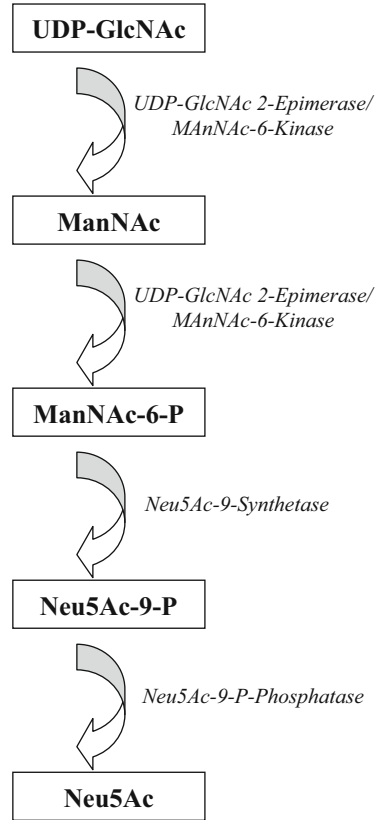 UDP-GlcNAc
UDP-GlcNAc 2-Epimerase/
MAnNAc-6-Kinase
ManNAc
UDP-GlcNAc 2-Epimerase/
MAnNAc-6-Kinase
ManNAc-6-P
Neu5Ac-9-Synthetase
Neu5Ac-9-P
Neu5Ac-9-P-Phosphatase
Neu5Ac